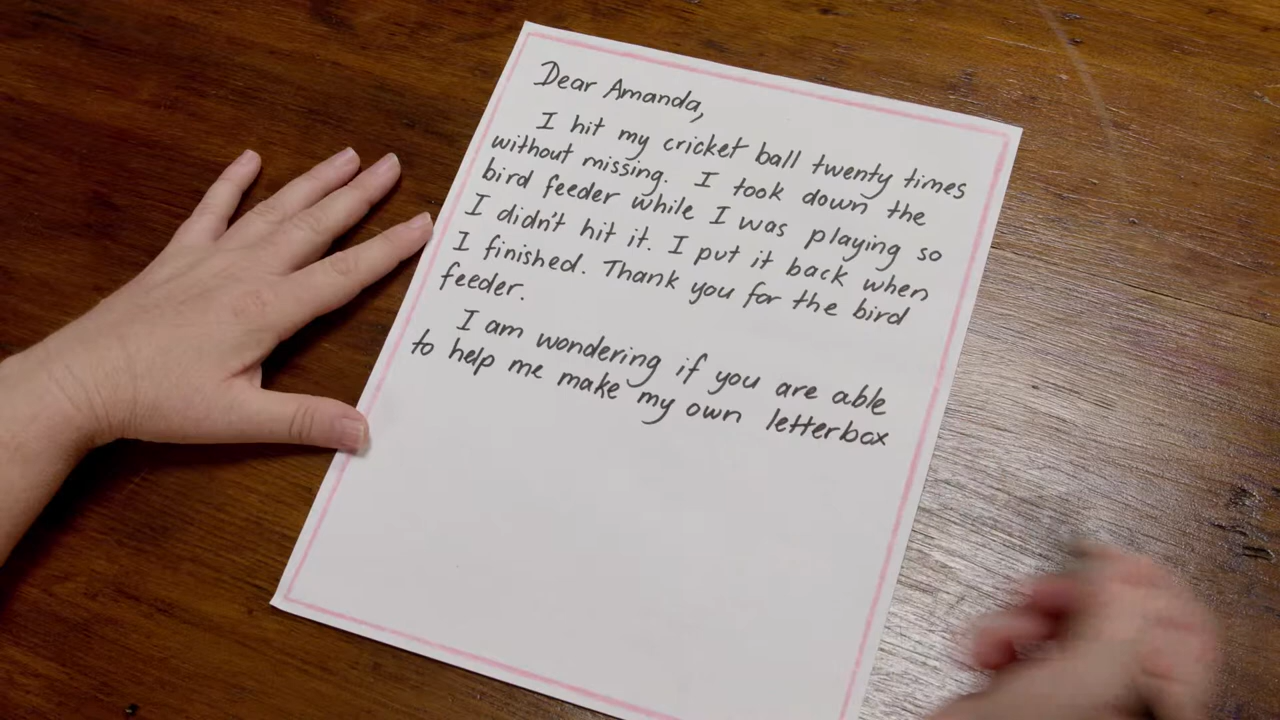 Dear Amanda,
I hit my cricket ball twenty times
without missing. I took down the
bird feeder while I was playing so
I didn't hit it. I put it back when
I finished. Thank you for the bird
feeder.
I am wondering if you are able
to help me make my own letterbox